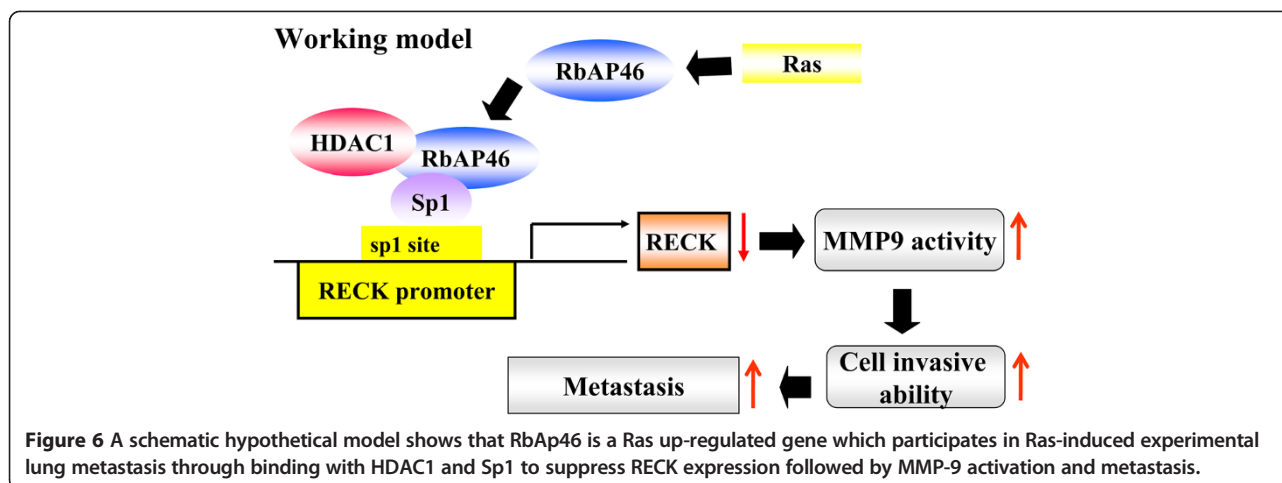 Working model
RbAP46
Ras
HDAC1
RbAP46
Sp1
sp1 site
RECK promoter
RECK
MMP9 activity
Cell invasive
ability
Metastasis
Figure 6 A schematic hypothetical model shows that RbAp46 is a Ras up-regulated gene which participates in Ras-induced experimental
lung metastasis through binding with HDAC1 and Sp1 to suppress RECK expression followed by MMP-9 activation and metastasis.